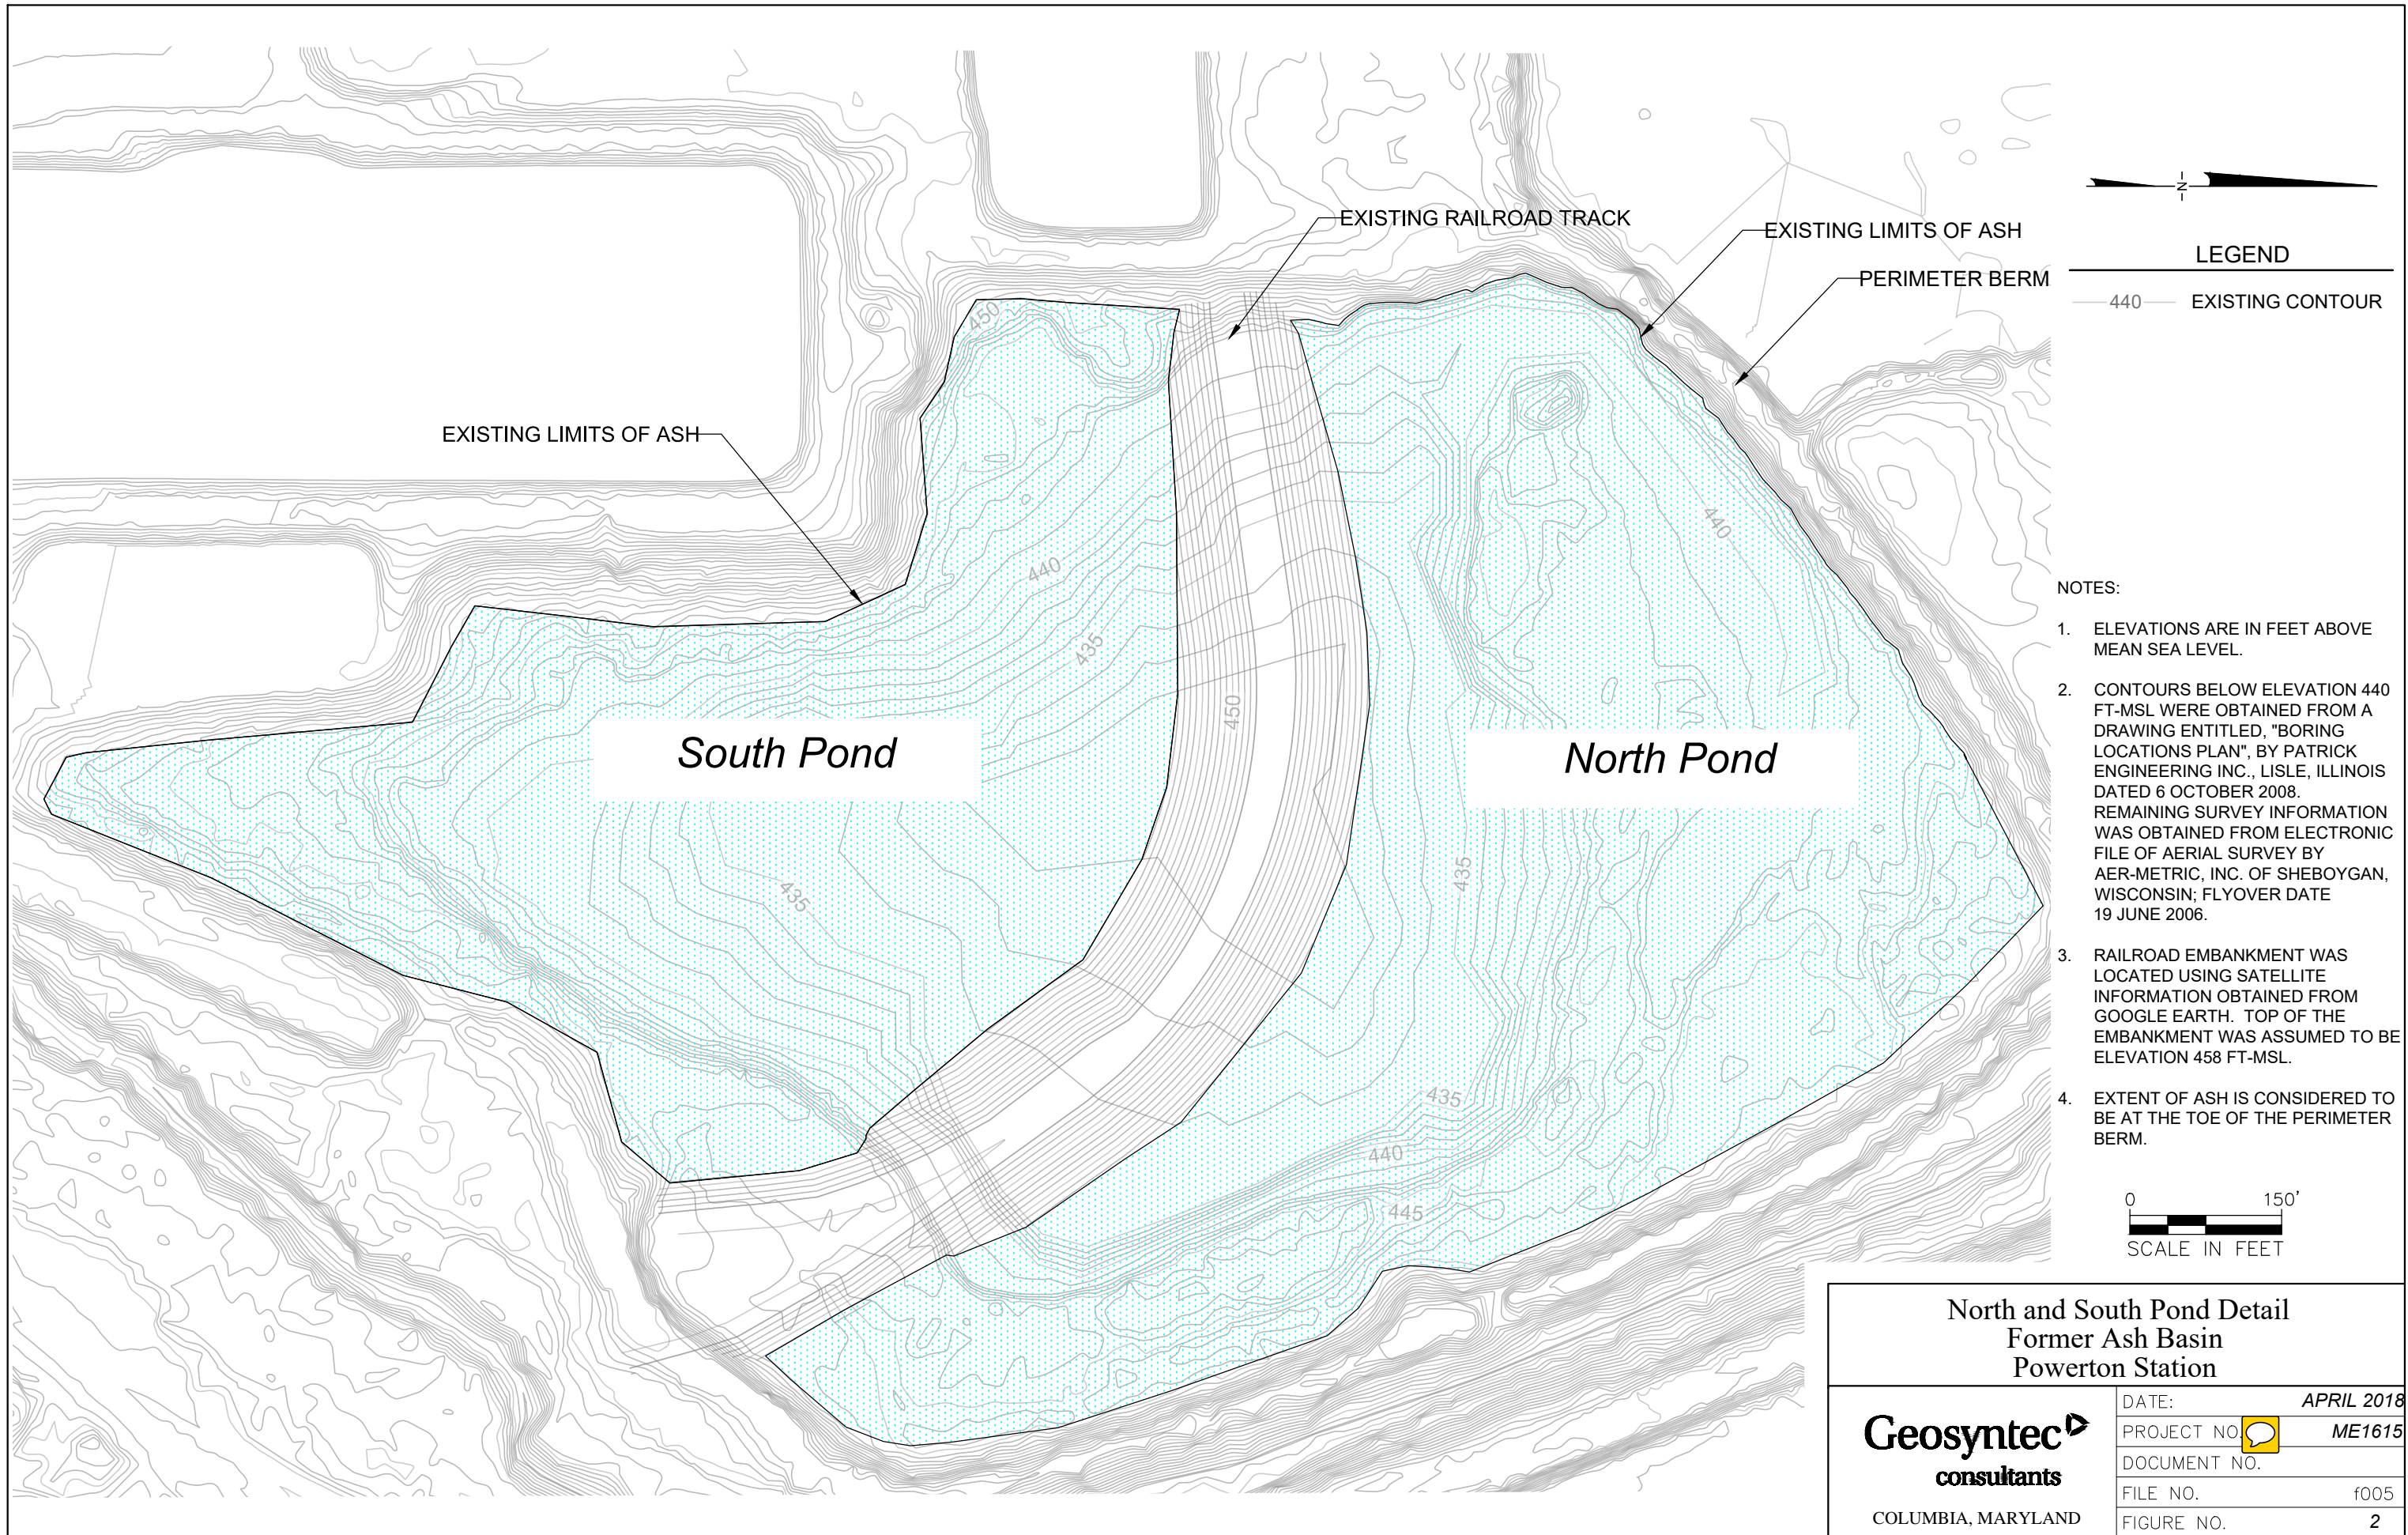 EXISTING RAILROAD TRACK
EXISTING LIMITS OF ASH
PERIMETER BERM
EXISTING LIMITS OF ASH
450
440
440
435
450
435
435
435
440
445
South Pond
North Pond
N
LEGEND
440 EXISTING CONTOUR
NOTES:
1. ELEVATIONS ARE IN FEET ABOVE
MEAN SEA LEVEL.
2. CONTOURS BELOW ELEVATION 440
FT-MSL WERE OBTAINED FROM A
DRAWING ENTITLED, "BORING
LOCATIONS PLAN", BY PATRICK
ENGINEERING INC., LISLE, ILLINOIS
DATED 6 OCTOBER 2008.
REMAINING SURVEY INFORMATION
WAS OBTAINED FROM ELECTRONIC
FILE OF AERIAL SURVEY BY
AER-METRIC, INC. OF SHEBOYGAN,
WISCONSIN; FLYOVER DATE
19 JUNE 2006.
3. RAILROAD EMBANKMENT WAS
LOCATED USING SATELLITE
INFORMATION OBTAINED FROM
GOOGLE EARTH. TOP OF THE
EMBANKMENT WAS ASSUMED TO BE
ELEVATION 458 FT-MSL.
4. EXTENT OF ASH IS CONSIDERED TO
BE AT THE TOE OF THE PERIMETER
BERM.
0 150'
SCALE IN FEET
North and South Pond Detail
Former Ash Basin
Powerton Station
Geosyntec
consultants
COLUMBIA, MARYLAND
DATE: APRIL 2018
PROJECT NO. ME1615
DOCUMENT NO.
FILE NO. f005
FIGURE NO. 2